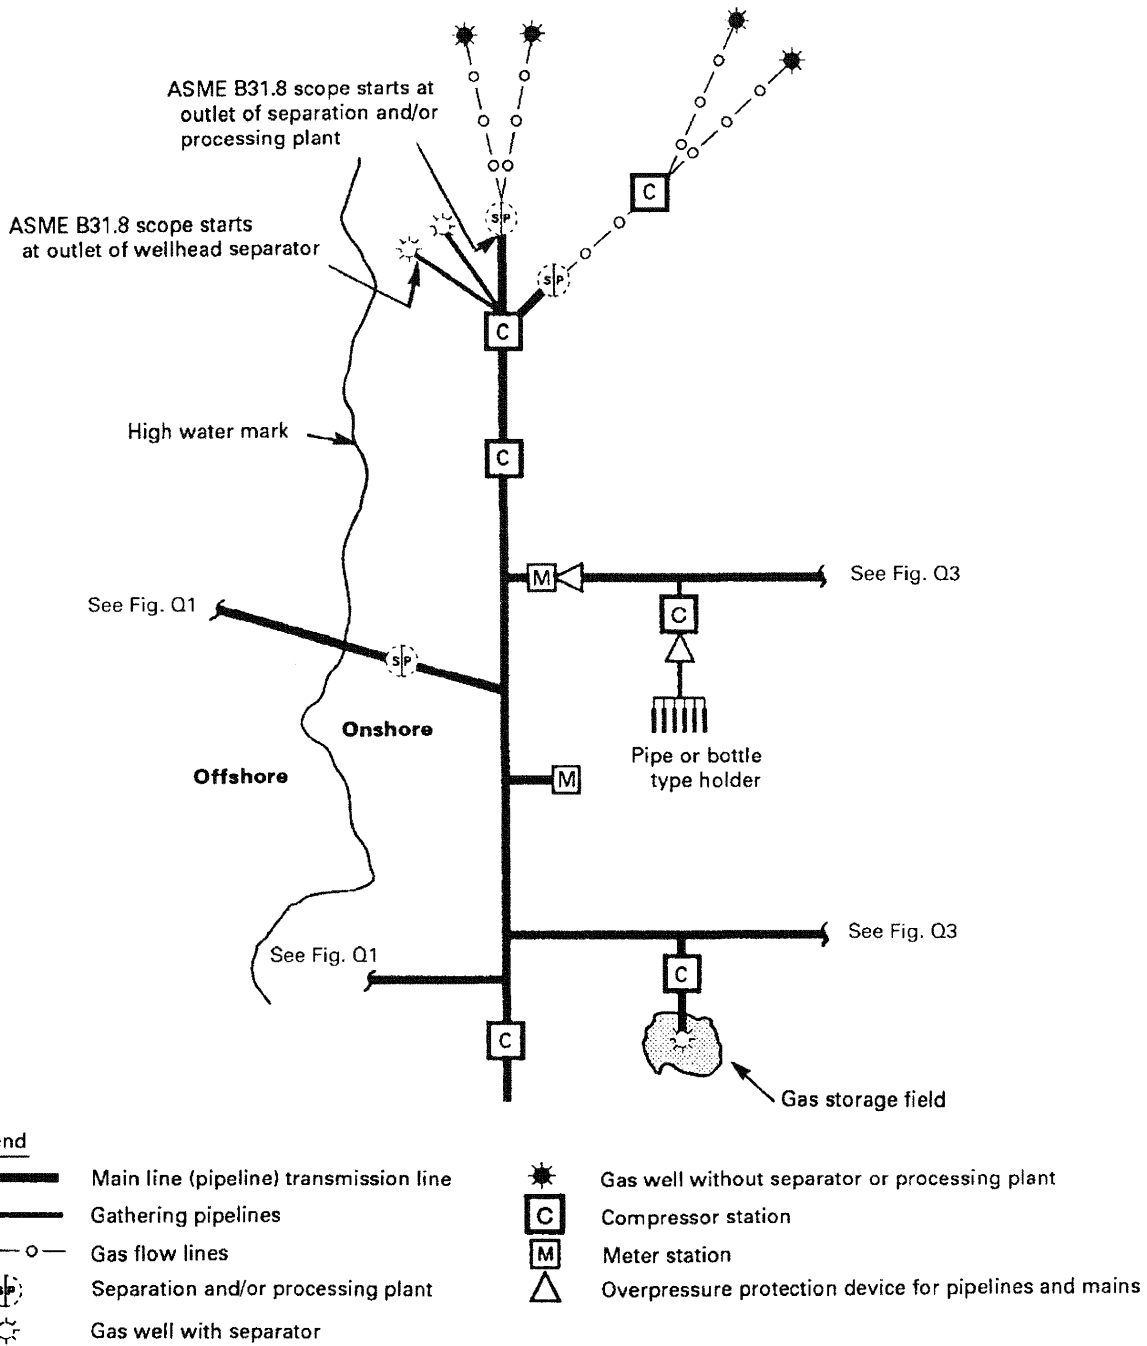 ASME B31.8 scope starts at
outlet of separation and/or
processing plant
ASME B31.8 scope starts
at outlet of wellhead separator
C
S P
S P
C
High water mark
C
M
See Fig. Q3
See Fig. Q1
C
S P
Onshore
Offshore
Pipe or bottle
type holder
M
See Fig. Q3
See Fig. Q1
C
C
Gas storage field
end
Main line (pipeline) transmission line
Gathering pipelines
Gas flow lines
S P
Separation and/or processing plant
Gas well with separator
Gas well without separator or processing plant
C
Compressor station
M
Meter station
Overpressure protection device for pipelines and mains